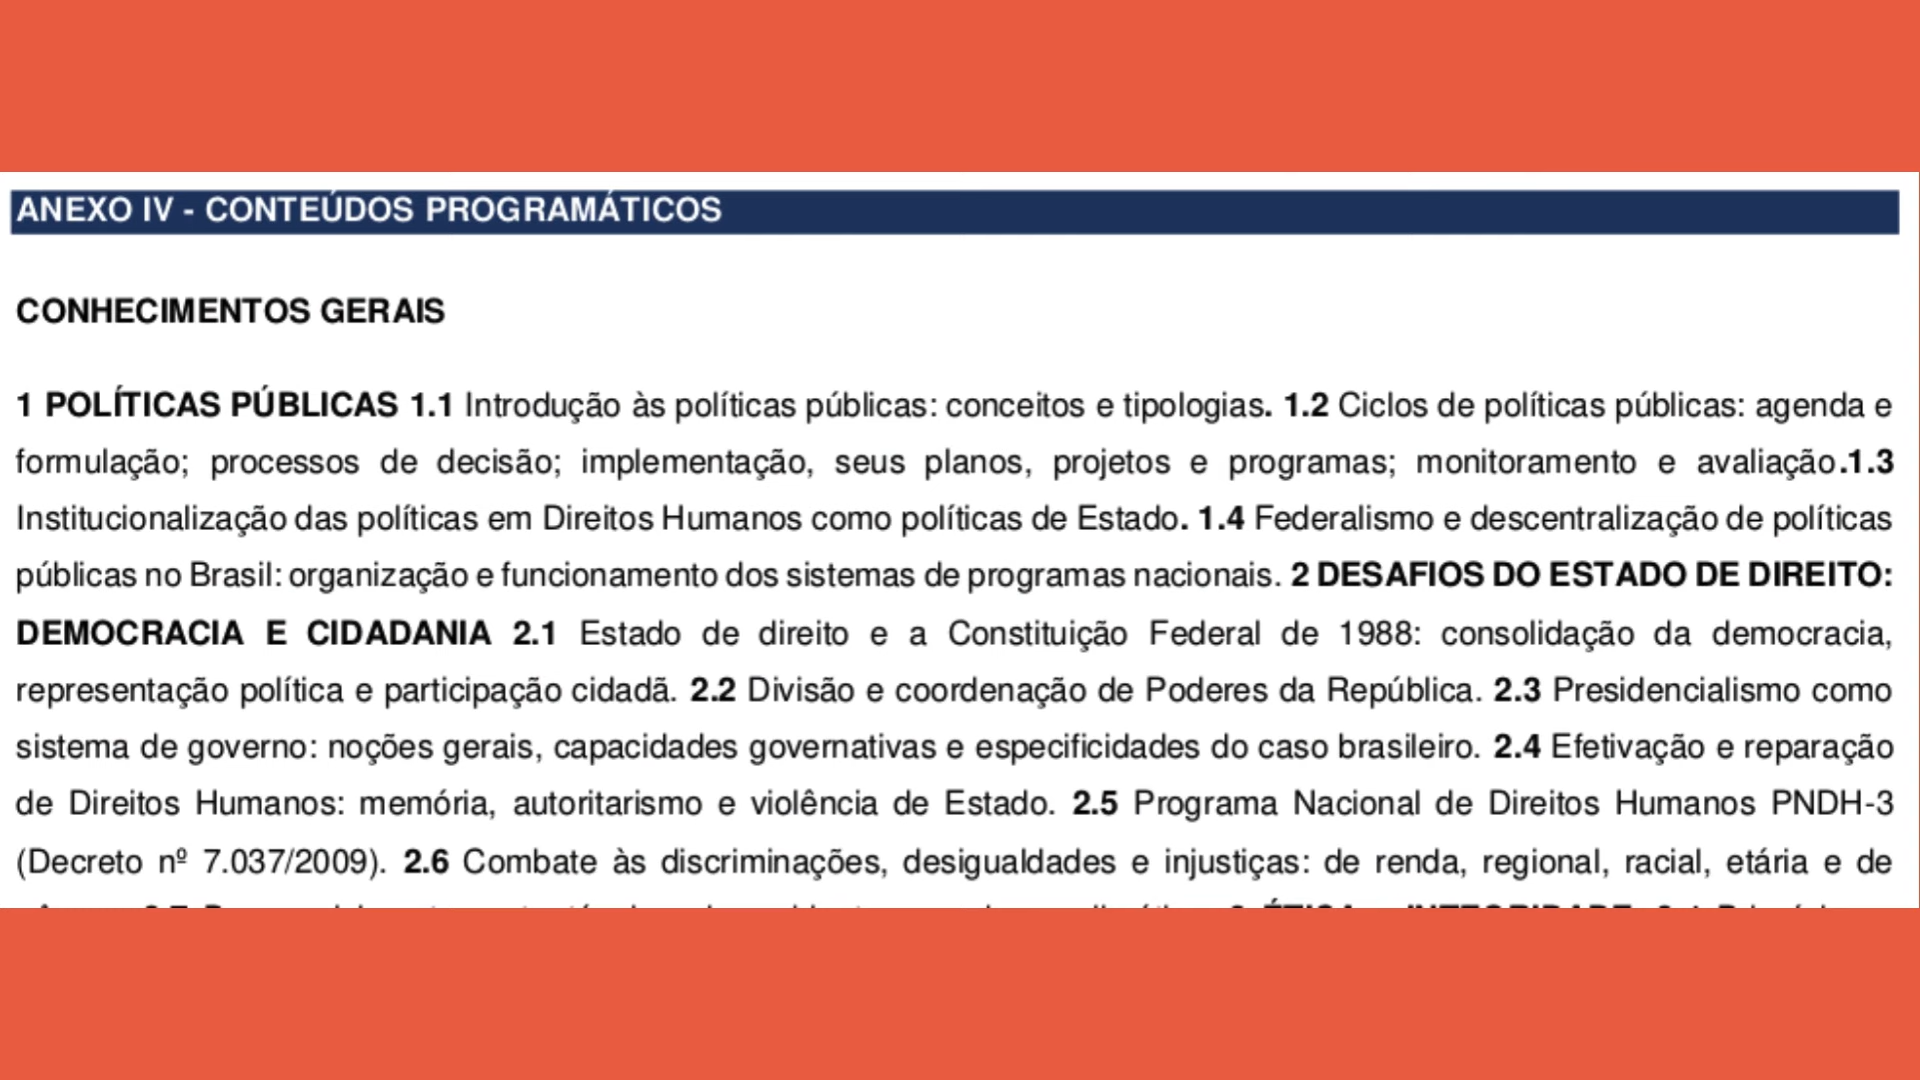 ANEXO IV - CONTEÚDOS PROGRAMÁTICOS
CONHECIMENTOS GERAIS
1 POLÍTICAS PÚBLICAS 1.1 Introdução às políticas públicas: conceitos e tipologias. 1.2 Ciclos de políticas públicas: agenda e
formulação; processos de decisão; implementação, seus planos, projetos e programas; monitoramento e avaliação.1.3
Institucionalização das políticas em Direitos Humanos como políticas de Estado. 1.4 Federalismo e descentralização de políticas
públicas no Brasil: organização e funcionamento dos sistemas de programas nacionais. 2 DESAFIOS DO ESTADO DE DIREITO:
DEMOCRACIA E CIDADANIA 2.1 Estado de direito e a Constituição Federal de 1988: consolidação da democracia,
representação política e participação cidadã. 2.2 Divisão e coordenação de Poderes da República. 2.3 Presidencialismo como
sistema de governo: noções gerais, capacidades governativas e especificidades do caso brasileiro. 2.4 Efetivação e reparação
de Direitos Humanos: memória, autoritarismo e violência de Estado. 2.5 Programa Nacional de Direitos Humanos PNDH-3
(Decreto nº 7.037/2009). 2.6 Combate às discriminações, desigualdades e injustiças: de renda, regional, racial, etária e de